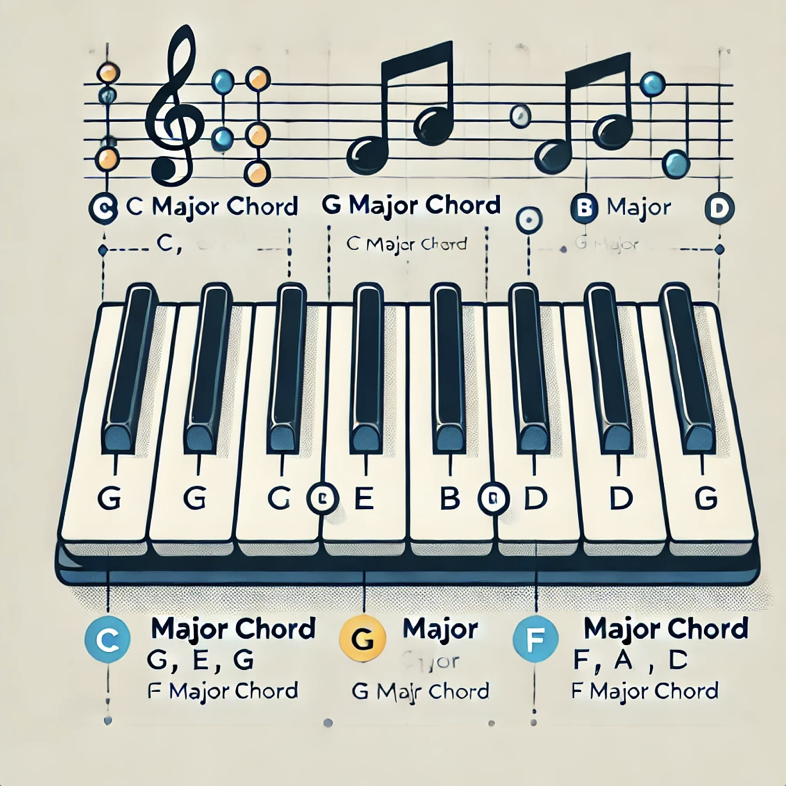 C C Major Chord G Major Chord B Major D
C, C Major Chord G Major
G G G E B D D G
C Major Chord G Major F Major Chord
G, E, G F, A , D
F Major Chord G Majr Chord F Major Chord